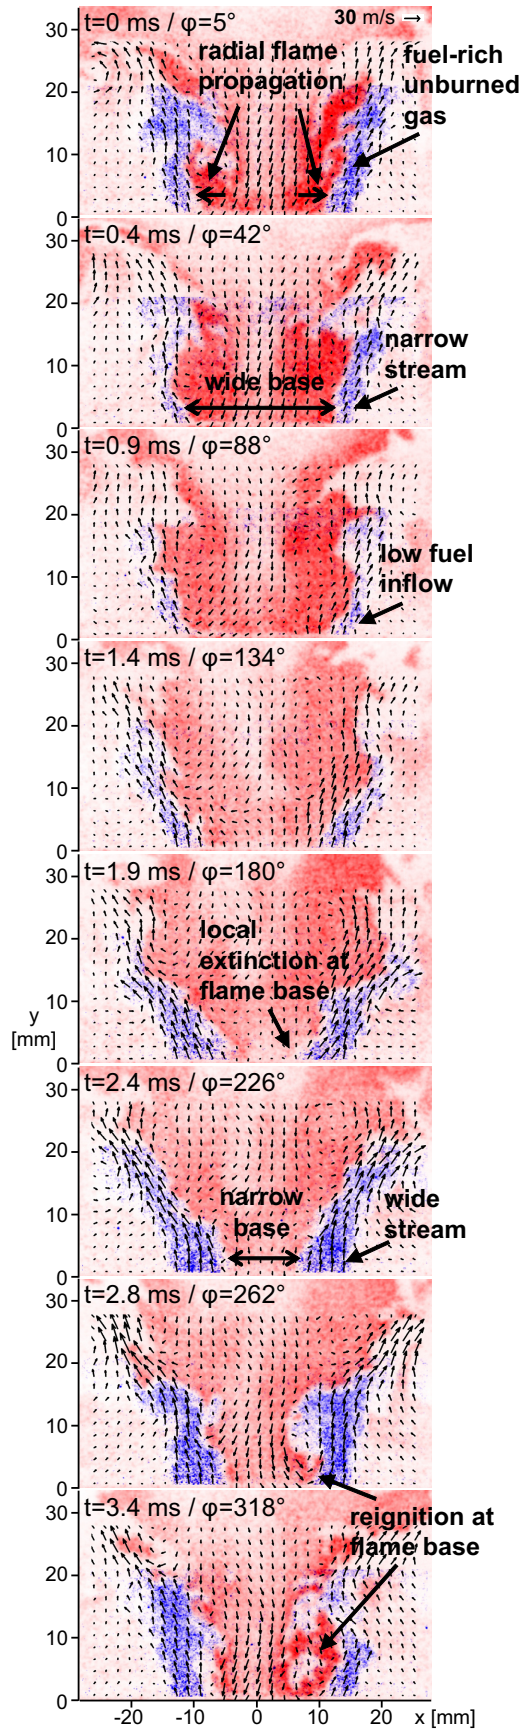 t=0 ms / φ=5°
30 m/s →
radial flame
propagation
fuel-rich
unburned
gas
30
20
10
0
t=0.4 ms / φ=42°
30
20
10
0
narrow
stream
wide base
t=0.9 ms / φ=88°
30
20
10
0
low fuel
inflow
t=1.4 ms / φ=134°
30
20
10
0
t=1.9 ms / φ=180°
30
20
10
0
local
extinction at
flame base
y
[mm]
t=2.4 ms / φ=226°
30
20
10
0
narrow
base
wide
stream
t=2.8 ms / φ=262°
30
20
10
0
t=3.4 ms / φ=318°
30
20
10
0
reignition at
flame base
-20 -10 0 10 20 x [mm]